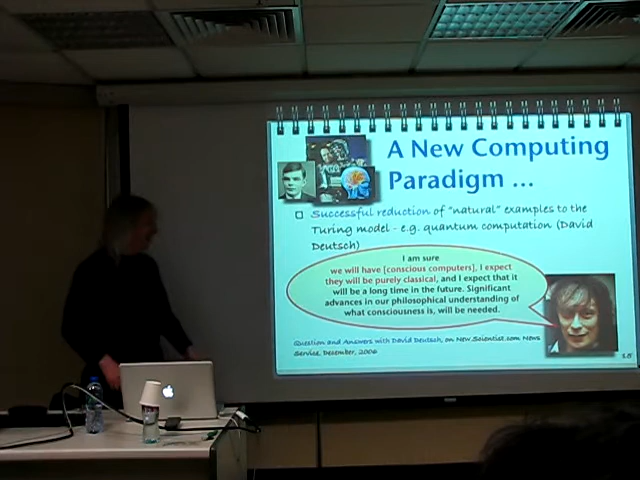 A New Computing
Paradigm ...
Successful reduction of "natural" examples to the
Turing model - e.g. quantum computation (David
Deutsch)
I am sure
we will have [conscious computers], I expect
they will be purely classical, and I expect that it
will be a long time in the future. Significant
advances in our philosophical understanding of
what consciousness is, will be needed.
Question and Answers with David Deutsch, on New Scientist.com News
Service, December, 2006